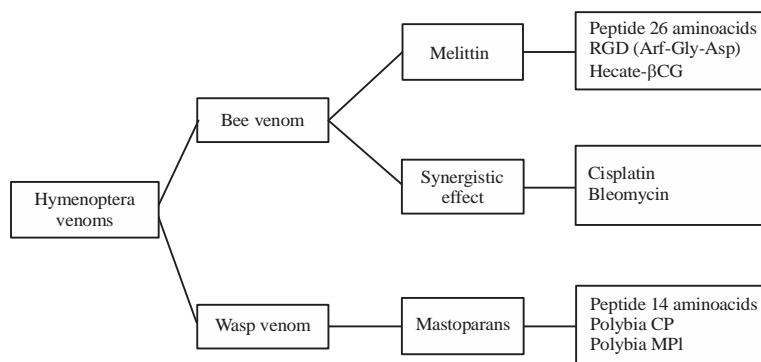 Hymenoptera
venoms
Bee venom
Wasp venom
Melittin
Synergistic
effect
Mastoparans
Peptide 26 aminoacids
RGD (Arf-Gly-Asp)
Hecate-βCG
Cisplatin
Bleomycin
Peptide 14 aminoacids
Polybia CP
Polybia MPl